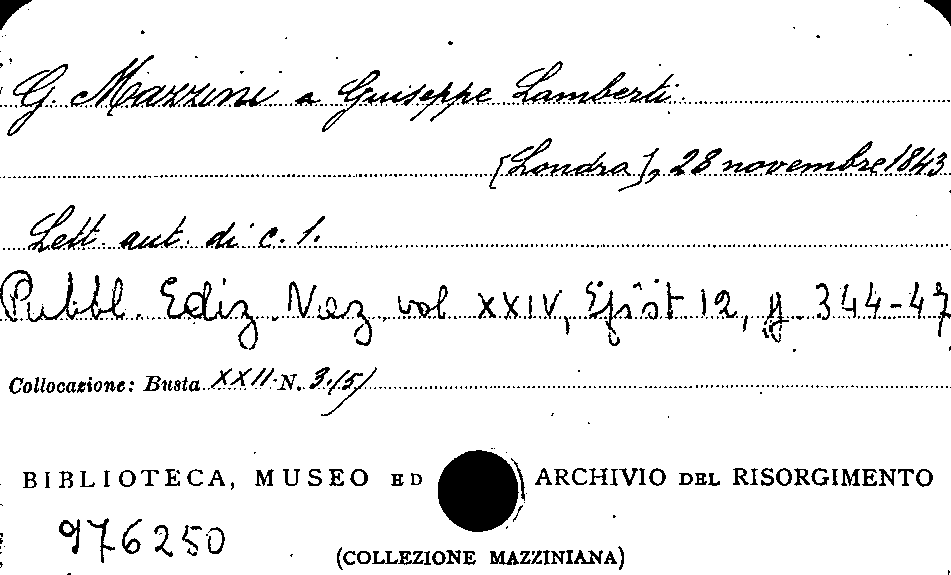 G. Mazzini a Giuseppe Lamberti.
[Londra], 28 novembre 1843
Lett. aut. di c. 1.
Pubbl. Ediz. Naz. vol XXIV, Epist 12, p. 344-47
Collocazione: Busta XXII N. 3.(5)
BIBLIOTECA, MUSEO ED ARCHIVIO DEL RISORGIMENTO
976250
(COLLEZIONE MAZZINIANA)